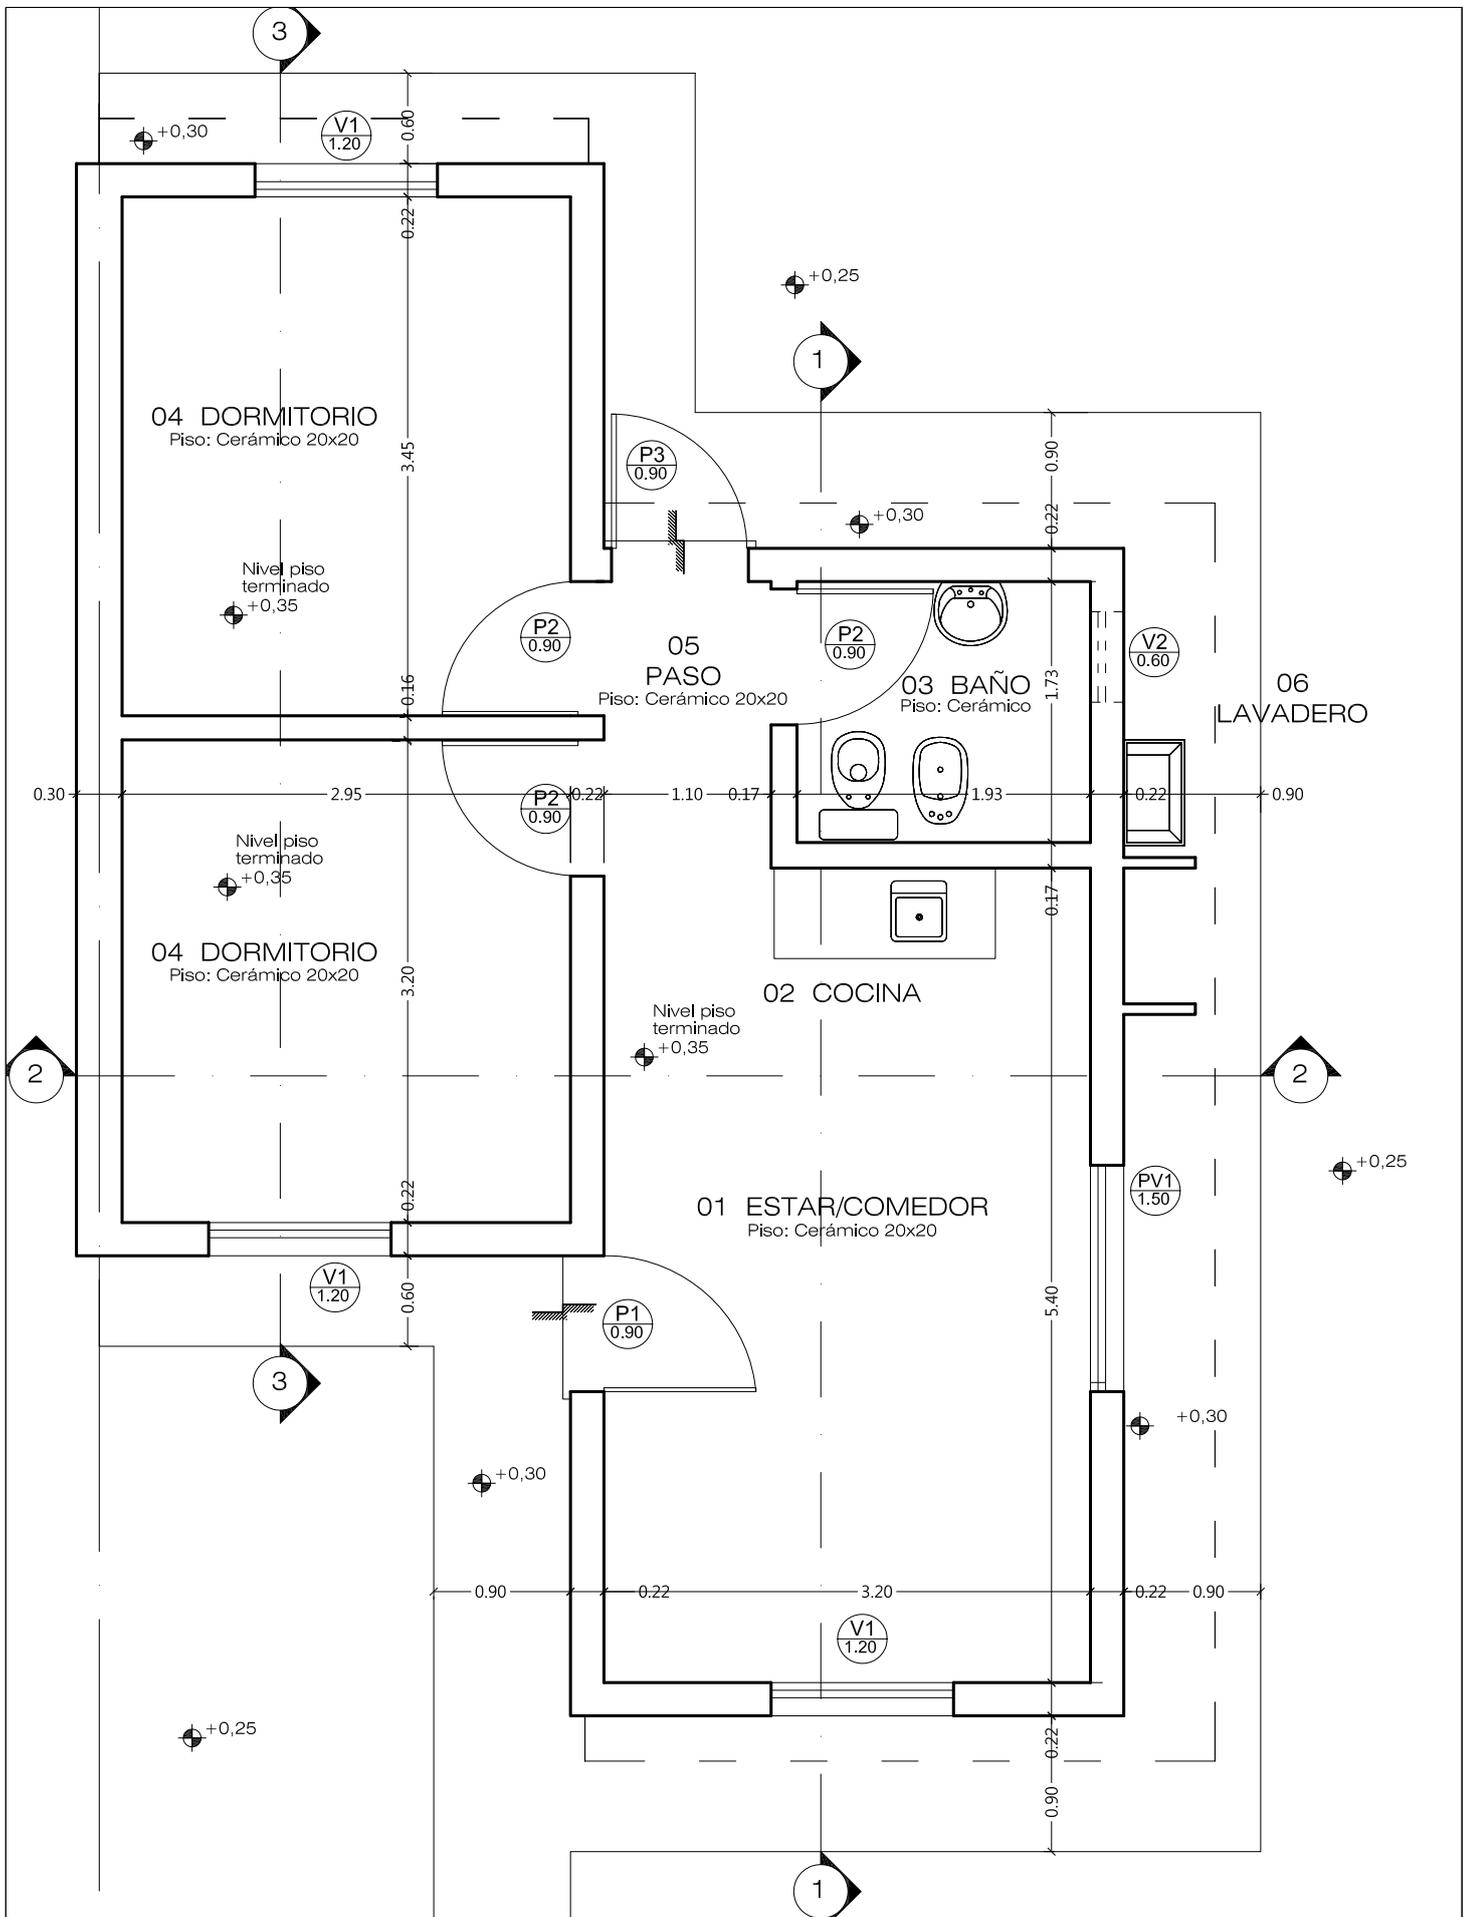 3
+0,30
V1
1.20
0.60
0.22
+0,25
1
04 DORMITORIO
Piso: Cerámico 20x20
3.45
P3
0.90
0.90
0.22
+0,30
Nivel piso
terminado
+0,35
P2
0.90
05
PASO
Piso: Cerámico 20x20
P2
0.90
03 BAÑO
Piso: Cerámico
1.73
V2
0.60
06
LAVADERO
0.16
0.30
2.95
0.22
1.10
0.17
1.93
0.22
0.90
P2
0.90
Nivel piso
terminado
+0,35
04 DORMITORIO
Piso: Cerámico 20x20
3.20
0.17
02 COCINA
Nivel piso
terminado
+0,35
2
2
+0,25
PV1
1.50
01 ESTAR/COMEDOR
Piso: Cerámico 20x20
0.22
V1
1.20
0.60
P1
0.90
5.40
3
+0,30
+0,30
0.90
0.22
3.20
0.22
0.90
V1
1.20
+0,25
0.22
0.90
1